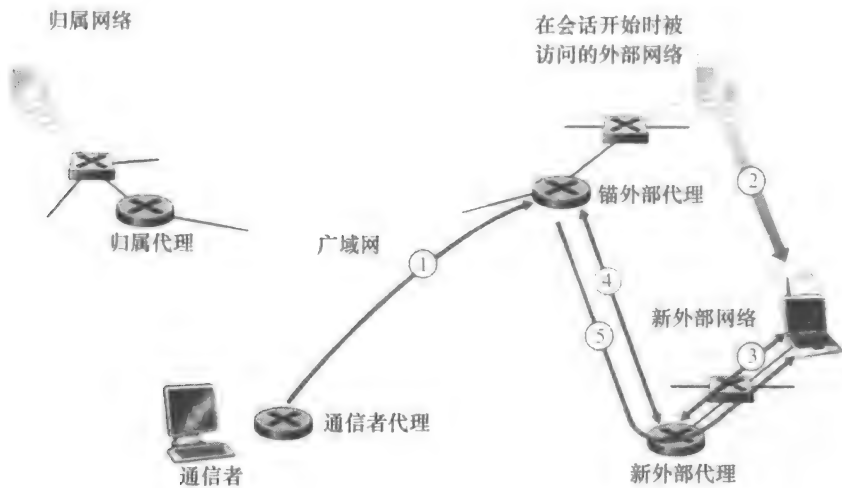 归属网络
在会话开始时被
访问的外部网络
②
锚外部代理
归属代理
广域网
①
④
新外部网络
⑤
③
通信者代理
通信者
新外部代理